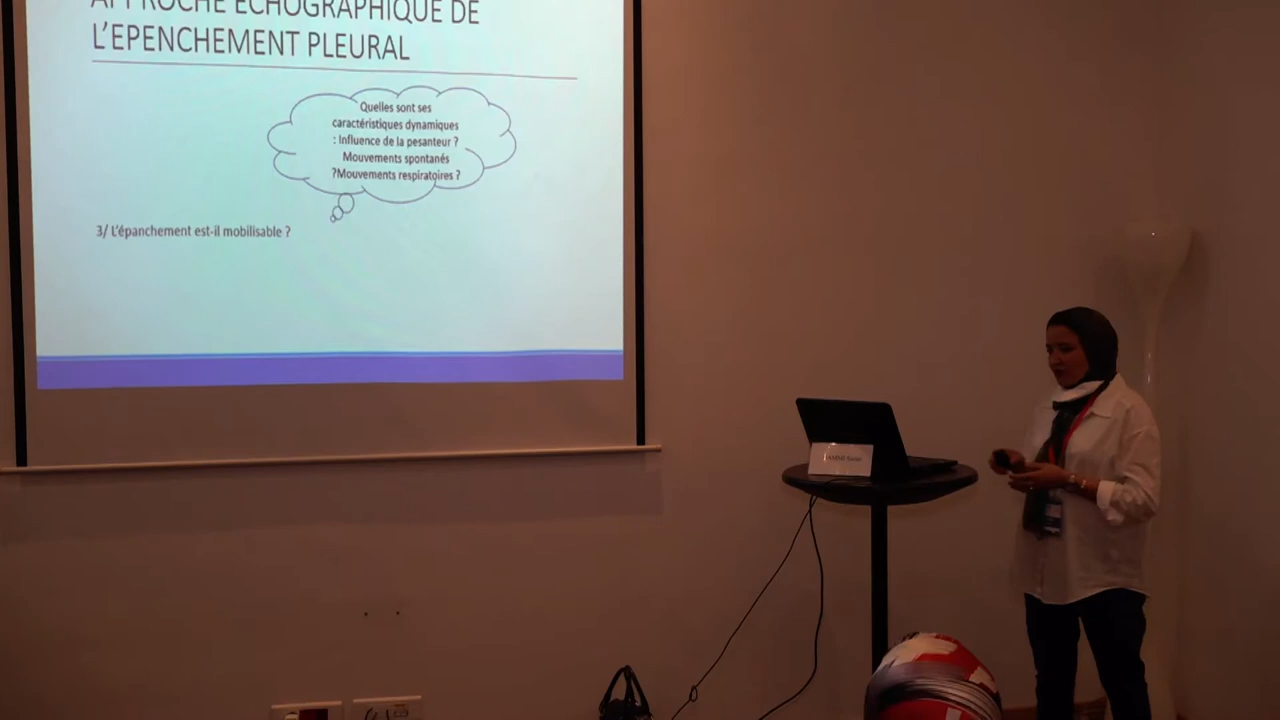 APPROCHE ECHOGRAPHIQUE DE
L'EPENCHEMENT PLEURAL
Quelles sont ses
caractéristiques dynamiques
: Influence de la pesanteur ?
Mouvements spontanés
?Mouvements respiratoires ?
3/ L'épanchement est-il mobilisable ?